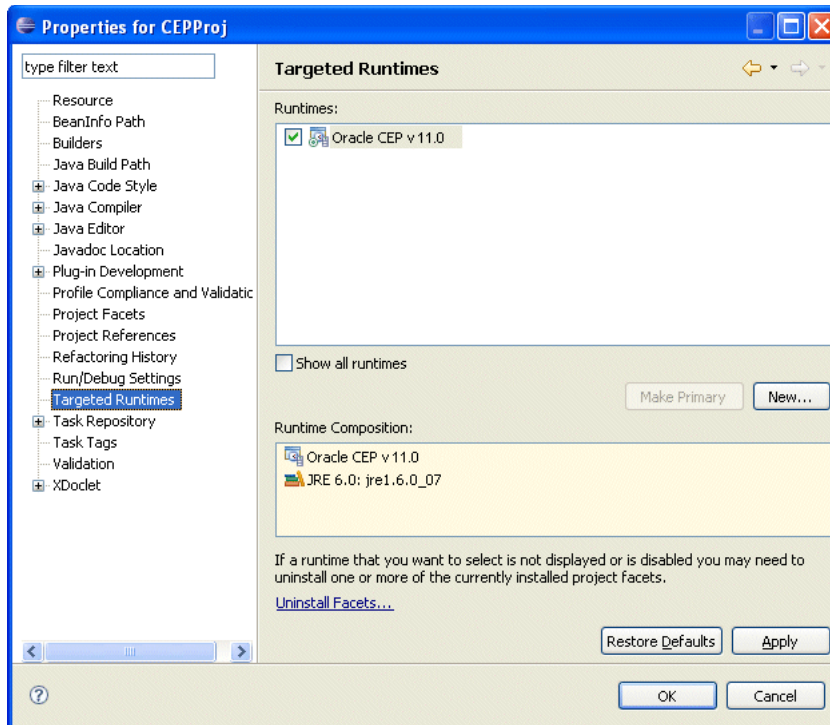 Properties for CEPProj
type filter text
Resource
BeanInfo Path
Builders
Java Build Path
Java Code Style
Java Compiler
Java Editor
Javadoc Location
Plug-in Development
Profile Compliance and Validatic
Project Facets
Project References
Refactoring History
Run/Debug Settings
Targeted Runtimes
Task Repository
Task Tags
Validation
XDoclet
Targeted Runtimes
Runtimes:
Oracle CEP v 11.0
Show all runtimes
Make Primary
New...
Runtime Composition:
Oracle CEP v 11.0
JRE 6.0: jre1.6.0_07
If a runtime that you want to select is not displayed or is disabled you may need to
uninstall one or more of the currently installed project facets.
Uninstall Facets...
Restore Defaults
Apply
?
OK
Cancel